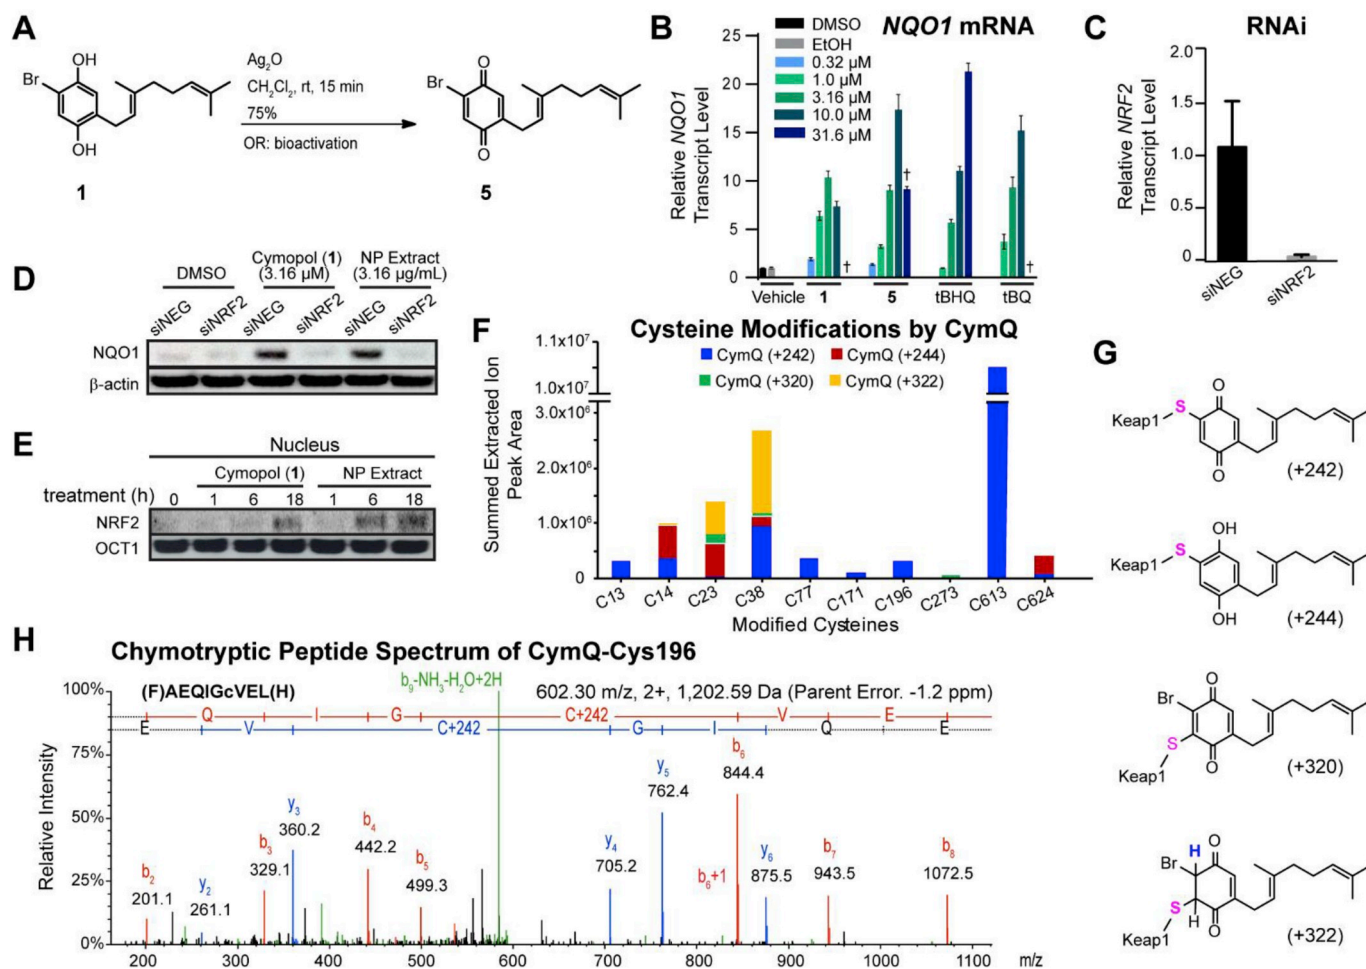 A
OH
Br
OH
1
Ag2O
CH2Cl2, rt, 15 min
75%
OR: bioactivation
O
Br
O
5
B
NQO1 mRNA
DMSO
EtOH
0.32 µM
1.0 µM
3.16 µM
10.0 µM
31.6 µM
Relative NQO1
Transcript Level
25
20
15
10
5
0
†
†
†
Vehicle
1
5
tBHQ
tBQ
C
RNAi
Relative NRF2
Transcript Level
2.0
1.5
1.0
0.5
0
siNEG
siNRF2
D
DMSO
Cymopol (1)
(3.16 µM)
NP Extract
(3.16 µg/mL)
siNEG
siNRF2
siNEG
siNRF2
siNEG
siNRF2
NQO1
β-actin
E
Nucleus
Cymopol (1)
NP Extract
treatment (h)
0
1
6
18
1
6
18
NRF2
OCT1
F
Cysteine Modifications by CymQ
CymQ (+242)
CymQ (+244)
CymQ (+320)
CymQ (+322)
Summed Extracted Ion
Peak Area
1.1x10⁷
1.0x10⁷
3.0x10⁶
2.0x10⁶
1.0x10⁶
0
C13
C14
C23
C38
C77
C171
C196
C273
C613
C624
Modified Cysteines
G
O
S
Keap1
O
(+242)
OH
S
Keap1
OH
(+244)
O
Br
S
O
Keap1
(+320)
H
O
Br
S
H
O
Keap1
(+322)
H
Chymotryptic Peptide Spectrum of CymQ-Cys196
(F)AEQIGcVEL(H)
b9-NH3-H2O+2H
602.30 m/z, 2+, 1,202.59 Da (Parent Error. -1.2 ppm)
Q
I
G
C+242
V
E
E
V
C+242
G
I
Q
E
Relative Intensity
100%
75%
50%
25%
0%
b2
201.1
y2
261.1
b3
329.1
y3
360.2
b4
442.2
b5
499.3
y4
705.2
y5
762.4
b6+1
b6
844.4
y6
875.5
b7
943.5
b8
1072.5
200
300
400
500
600
700
800
900
1000
1100
m/z